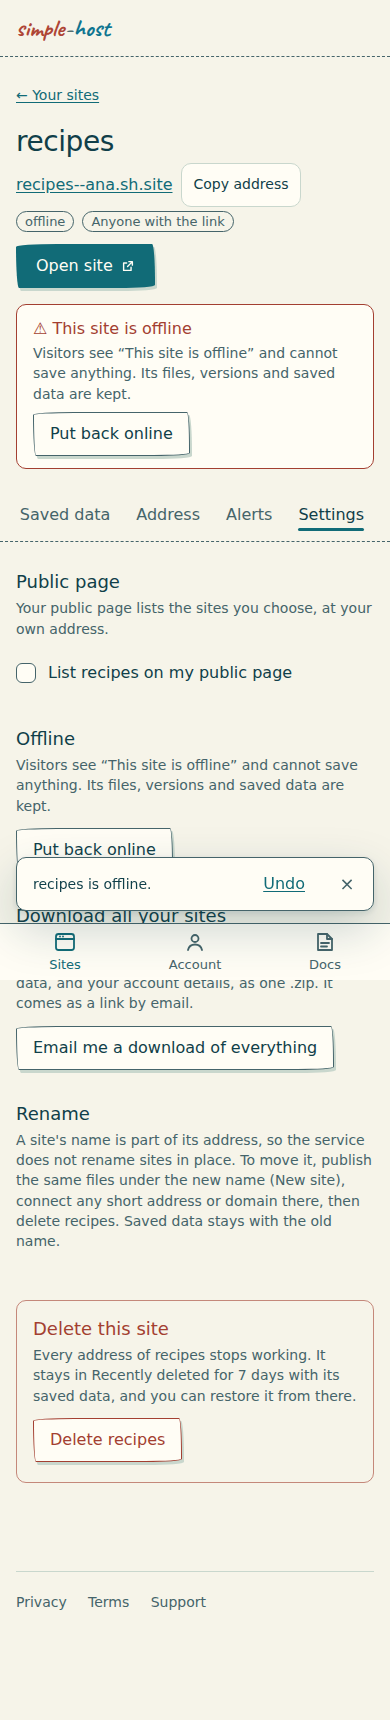 simple-host
← Your sites
recipes
recipes--ana.sh.site Copy address
offline Anyone with the link
Open site
⚠ This site is offline
Visitors see “This site is offline” and cannot
save anything. Its files, versions and saved
data are kept.
Put back online
Saved data Address Alerts Settings
Public page
Your public page lists the sites you choose, at your
own address.
List recipes on my public page
Offline
Visitors see “This site is offline” and cannot save
anything. Its files, versions and saved data are
kept.
Put back online
recipes is offline. Undo ×
Download all your sites
Sites Account Docs
data, and your account details, as one .zip. It
comes as a link by email.
Email me a download of everything
Rename
A site's name is part of its address, so the service
does not rename sites in place. To move it, publish
the same files under the new name (New site),
connect any short address or domain there, then
delete recipes. Saved data stays with the old
name.
Delete this site
Every address of recipes stops working. It
stays in Recently deleted for 7 days with its
saved data, and you can restore it from there.
Delete recipes
Privacy Terms Support